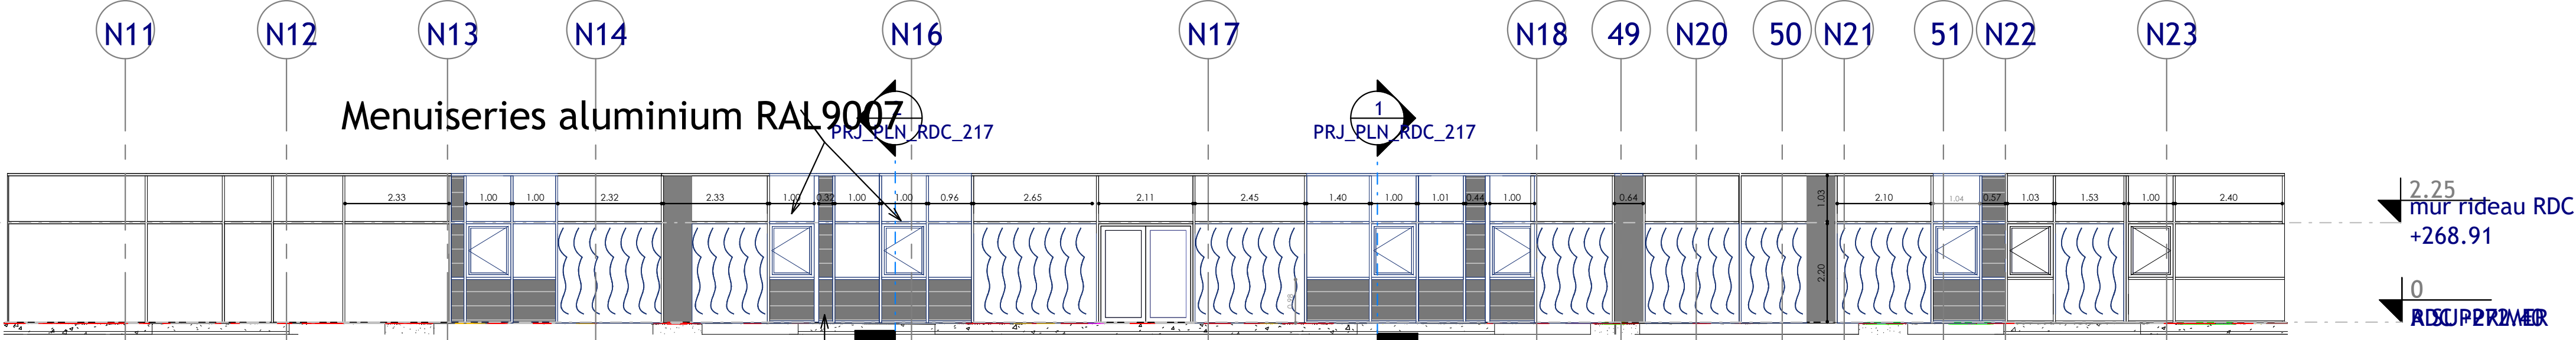 N11 N12 N13 N14 N16 N17 N18 49 N20 50 N21 51 N22 N23
Menuiseries aluminium RAL9007
1
PRJ_PLN_RDC_217 PRJ_PLN_RDC_217
2.33 1.00 1.00 2.32 2.33 1.00 0.32 1.00 1.00 0.96 2.65 2.11 2.45 1.40 1.00 1.01 0.44 1.00 0.64 1.03 2.10 1.04 0.57 1.03 1.53 1.00 2.40
2.25
mur rideau RDC
+268.91
2.20
0.98
0